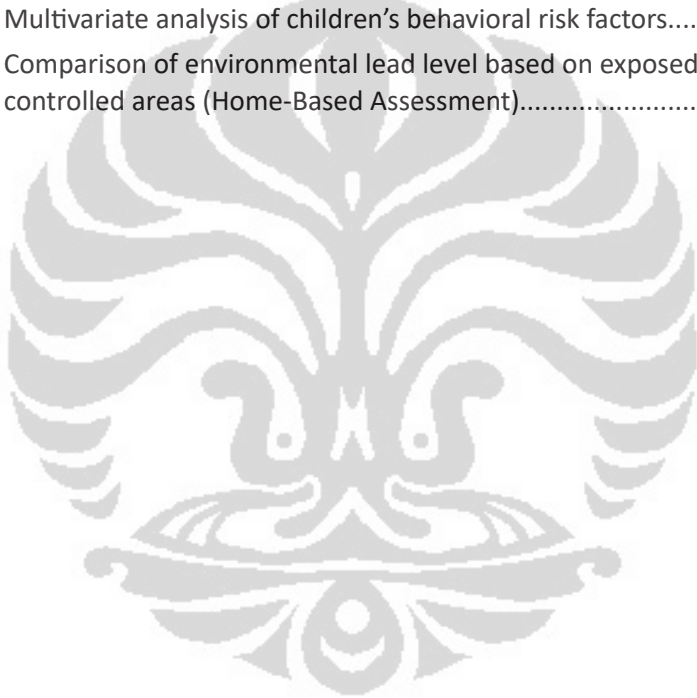 Multivariate analysis of children’s behavioral risk factors....
Comparison of environmental lead level based on exposed
controlled areas (Home-Based Assessment).......................